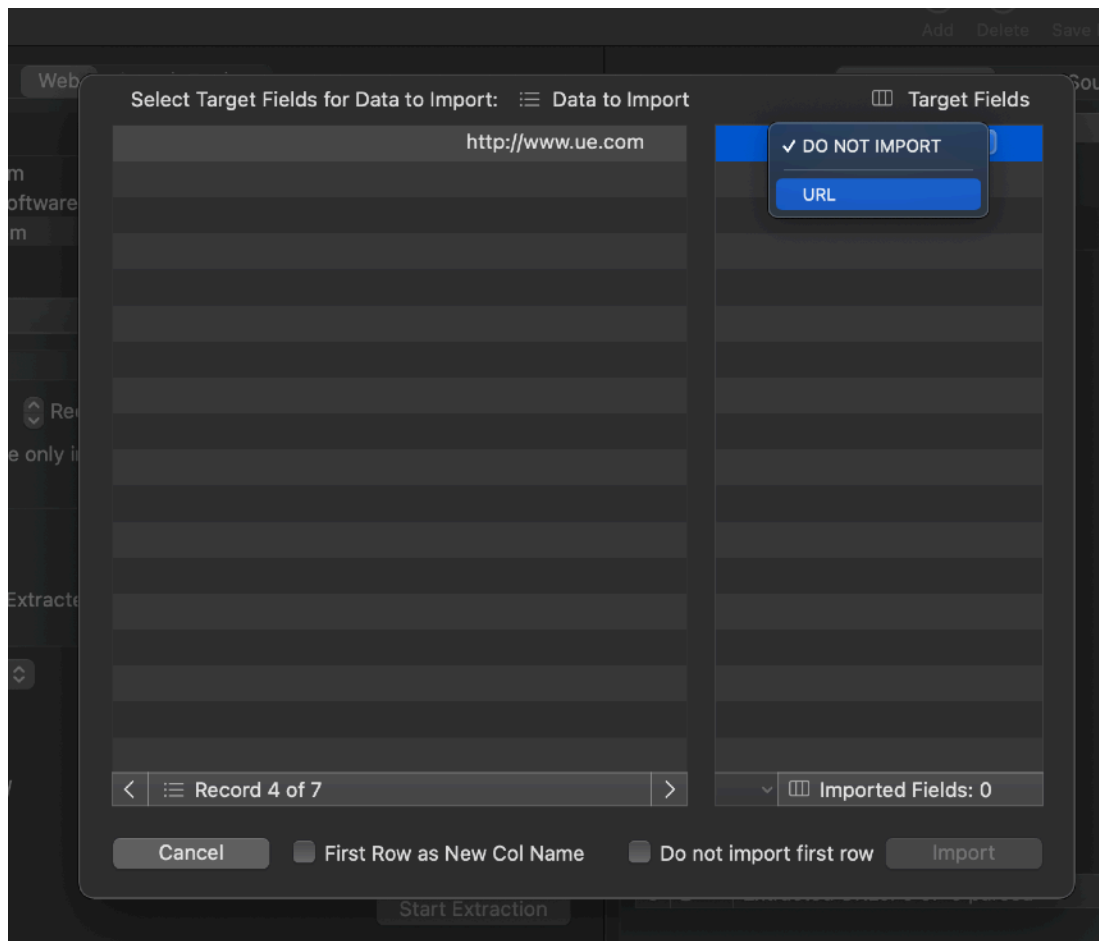 Add Delete Save
Web
Select Target Fields for Data to Import: Data to Import Target Fields
http://www.ue.com
✓ DO NOT IMPORT
URL
m
oftware
m
Re
e only i
Extracte
Record 4 of 7
Imported Fields: 0
Cancel First Row as New Col Name Do not import first row Import
Start Extraction